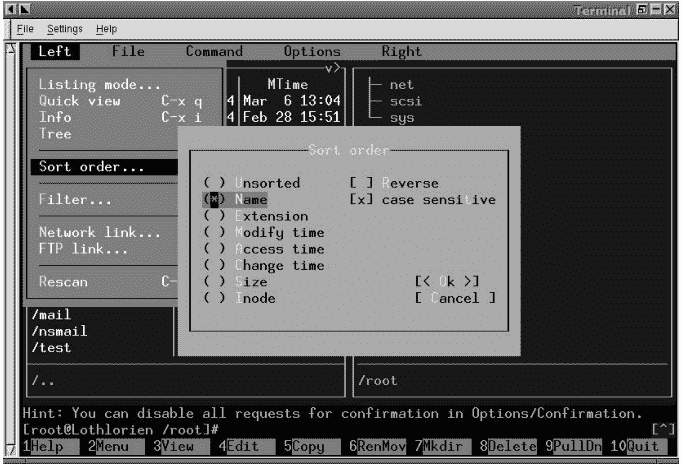 Terminal
File Settings Help
Left File Command Options Right
Listing mode...
Quick view C-x q
Info C-x i
Tree
Sort order...
Filter...
Network link...
FTP link...
Rescan C-
v>
MTime
4 Mar 6 13:04
4 Feb 28 15:51
net
scsi
sys
Sort order
( ) Unsorted [ ] Reverse
(*) Name [x] case sensitive
( ) Extension
( ) Modify time
( ) Access time
( ) Change time
( ) Size [< Ok >]
( ) Inode [ Cancel ]
/mail
/nsmail
/test
/..
/root
Hint: You can disable all requests for confirmation in Options/Confirmation.
[root@Lothlorien /root]# [^]
1Help 2Menu 3View 4Edit 5Copy 6RenMov 7Mkdir 8Delete 9PullDn 10Quit